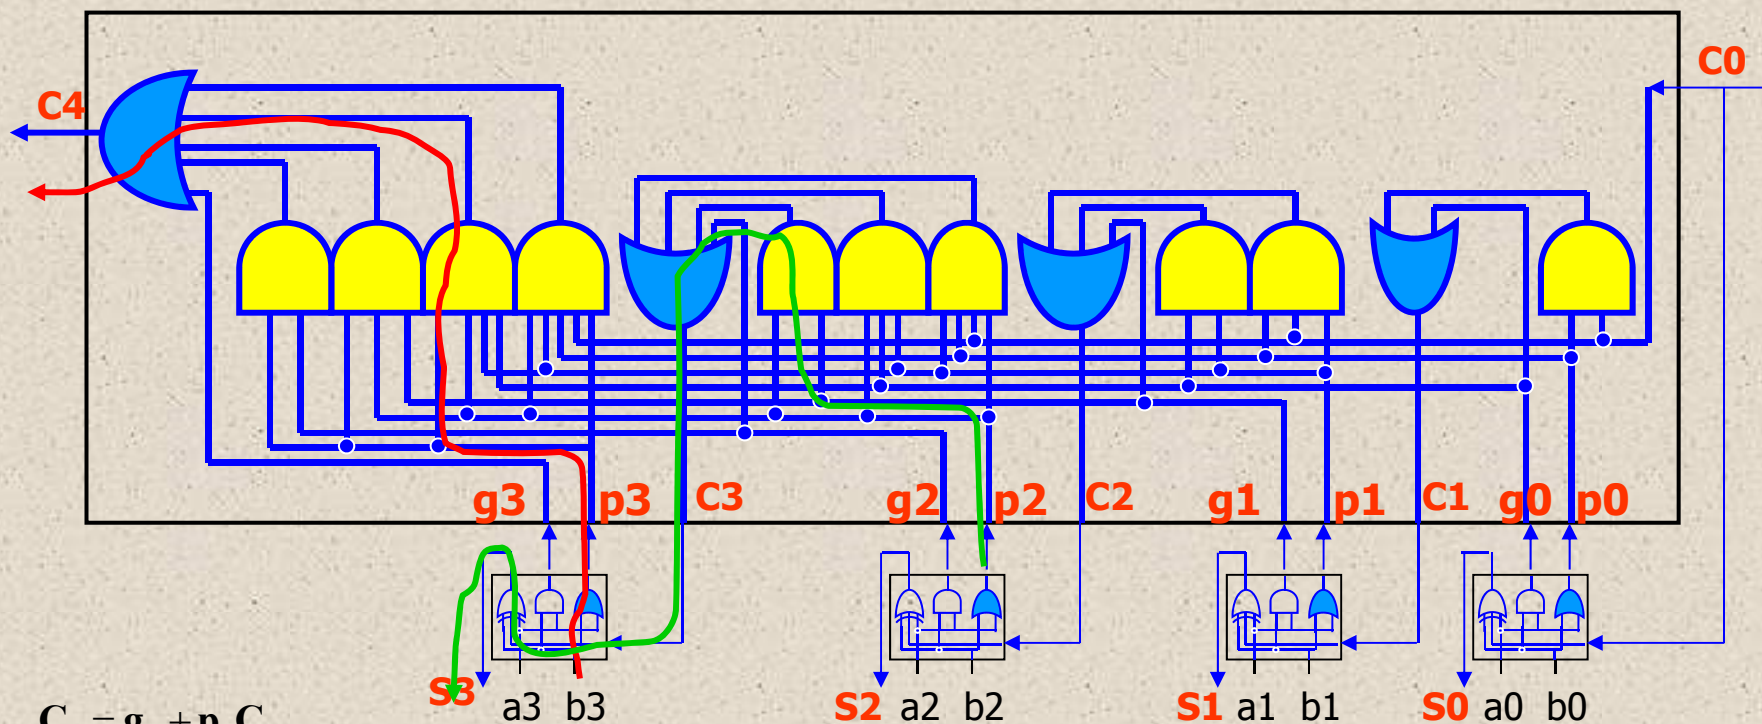 C0
C4
g3 p3 C3 g2 p2 C2 g1 p1 C1 g0 p0
S3 a3 b3 S2 a2 b2 S1 a1 b1 S0 a0 b0
C = g + p C